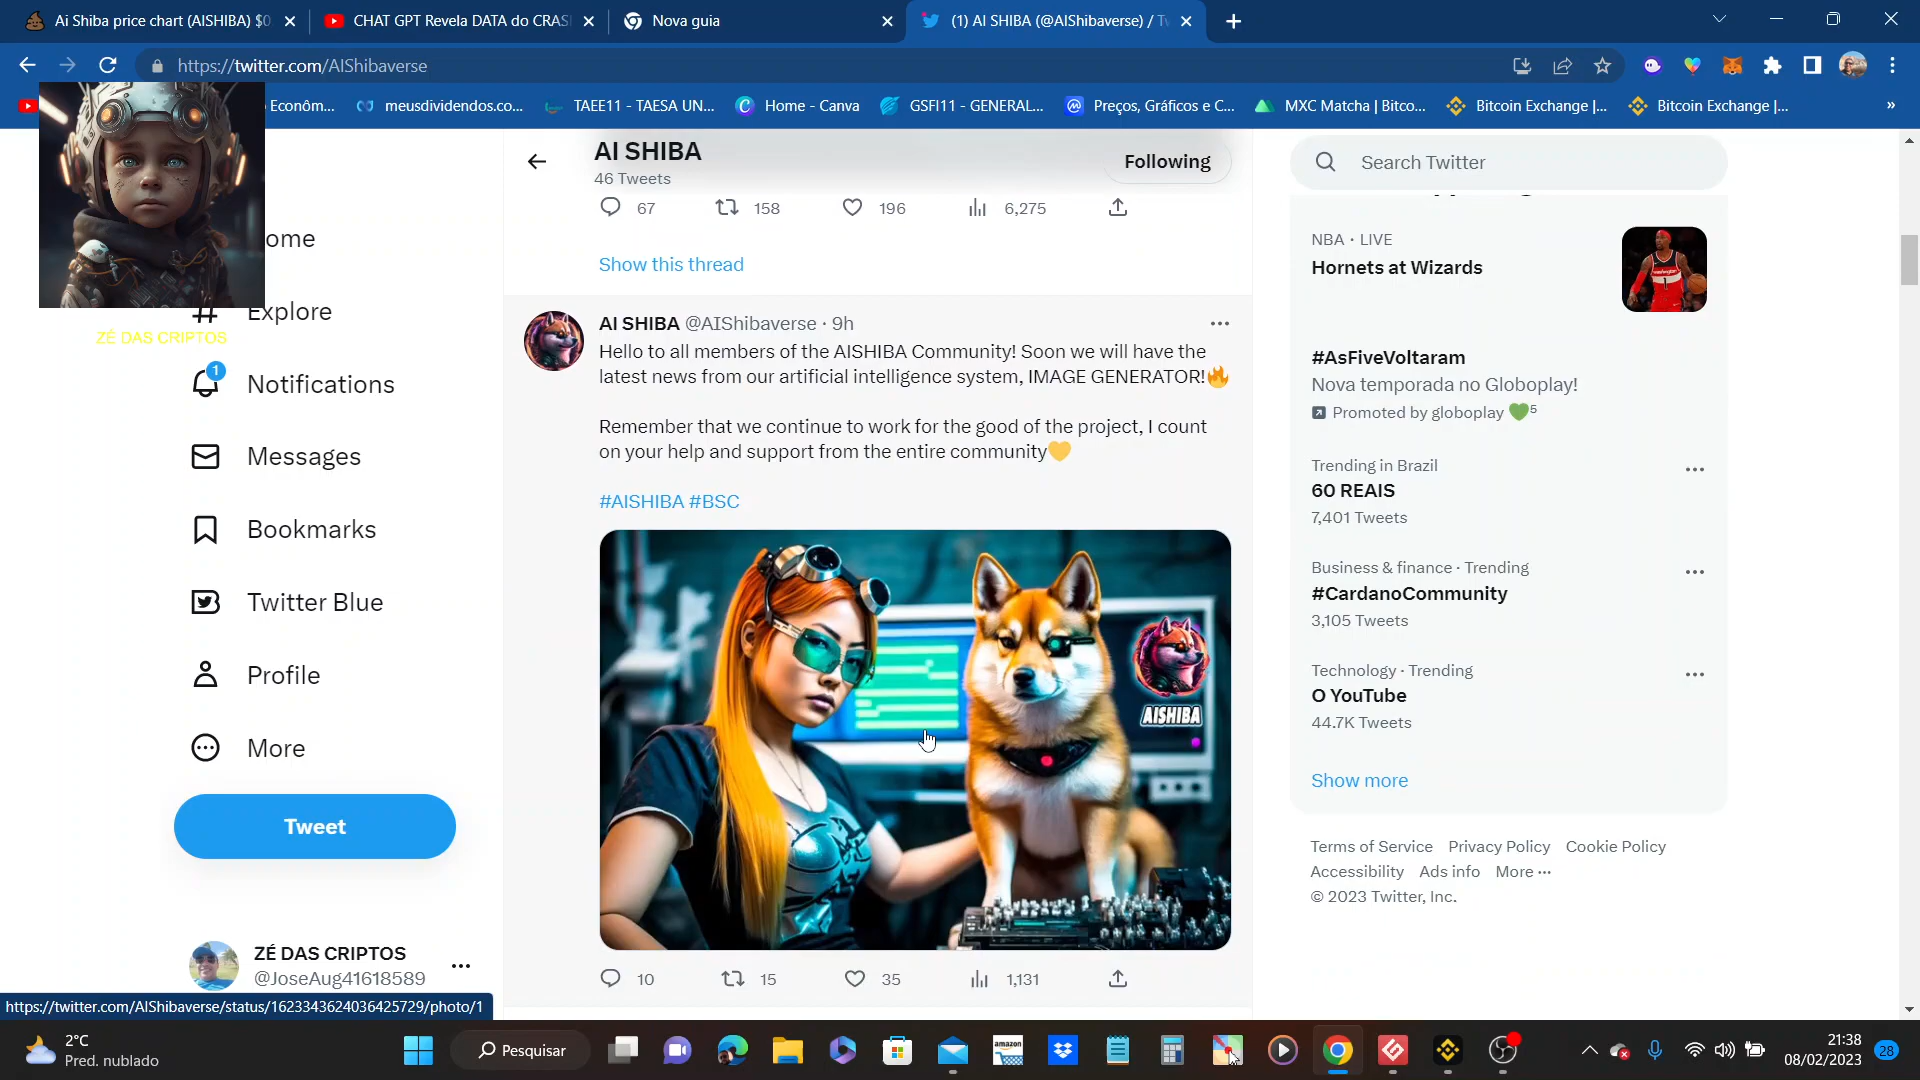 Ai Shiba price chart (AISHIBA) $0
CHAT GPT Revela DATA do CRAS
Nova guia
(1) AI SHIBA (@AIShibaverse) / Tw
https://twitter.com/AIShibaverse
Econôm...
meusdividendos.co...
TAEE11 - TAESA UN...
Home - Canva
GSFI11 - GENERAL...
Preços, Gráficos e C...
MXC Matcha | Bitco...
Bitcoin Exchange |...
Bitcoin Exchange |...
ZÉ DAS CRIPTOS
ome
Explore
1
Notifications
Messages
Bookmarks
Twitter Blue
Profile
More
Tweet
ZÉ DAS CRIPTOS
@JoseAug41618589
AI SHIBA
46 Tweets
Following
67 158 196 6,275
Show this thread
AI SHIBA @AIShibaverse · 9h
Hello to all members of the AISHIBA Community! Soon we will have the
latest news from our artificial intelligence system, IMAGE GENERATOR!🔥
Remember that we continue to work for the good of the project, I count
on your help and support from the entire community💛
#AISHIBA #BSC
AISHIBA
10 15 35 1,131
Search Twitter
NBA · LIVE
Hornets at Wizards
#AsFiveVoltaram
Nova temporada no Globoplay!
Promoted by globoplay 💚5
Trending in Brazil
60 REAIS
7,401 Tweets
Business & finance · Trending
#CardanoCommunity
3,105 Tweets
Technology · Trending
O YouTube
44.7K Tweets
Show more
Terms of Service Privacy Policy Cookie Policy
Accessibility Ads info More ···
© 2023 Twitter, Inc.
https://twitter.com/AIShibaverse/status/1623343624036425729/photo/1
2°C
Pred. nublado
Pesquisar
amazon
21:38
08/02/2023
28